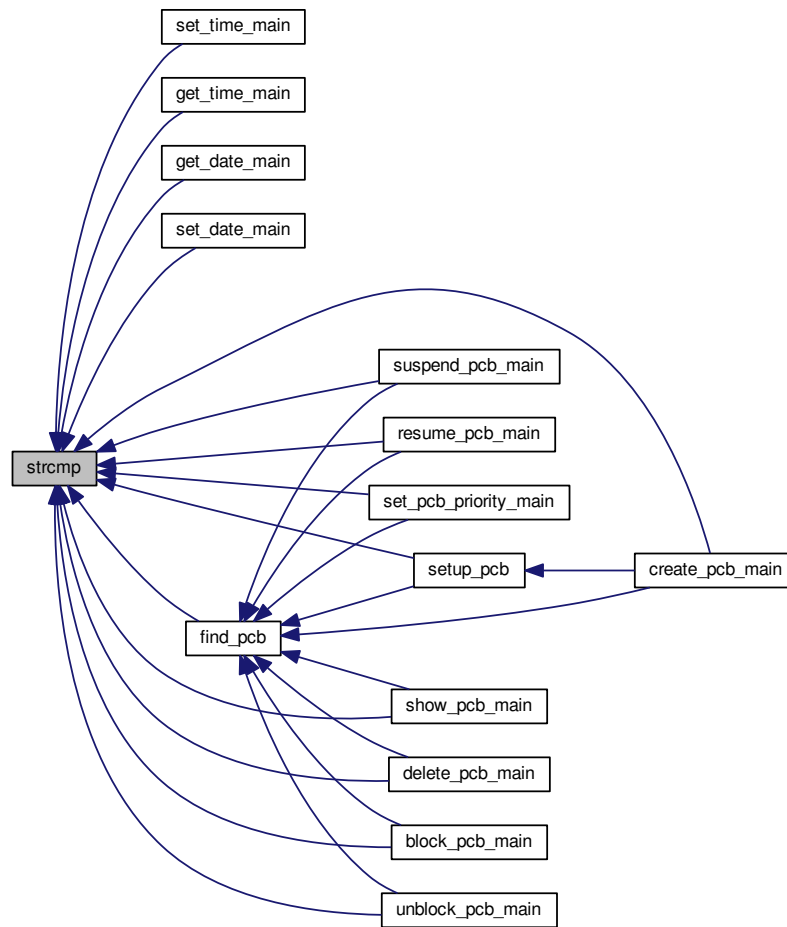 set_time_main
get_time_main
get_date_main
set_date_main
suspend_pcb_main
resume_pcb_main
strcmp
set_pcb_priority_main
setup_pcb
create_pcb_main
find_pcb
show_pcb_main
delete_pcb_main
block_pcb_main
unblock_pcb_main